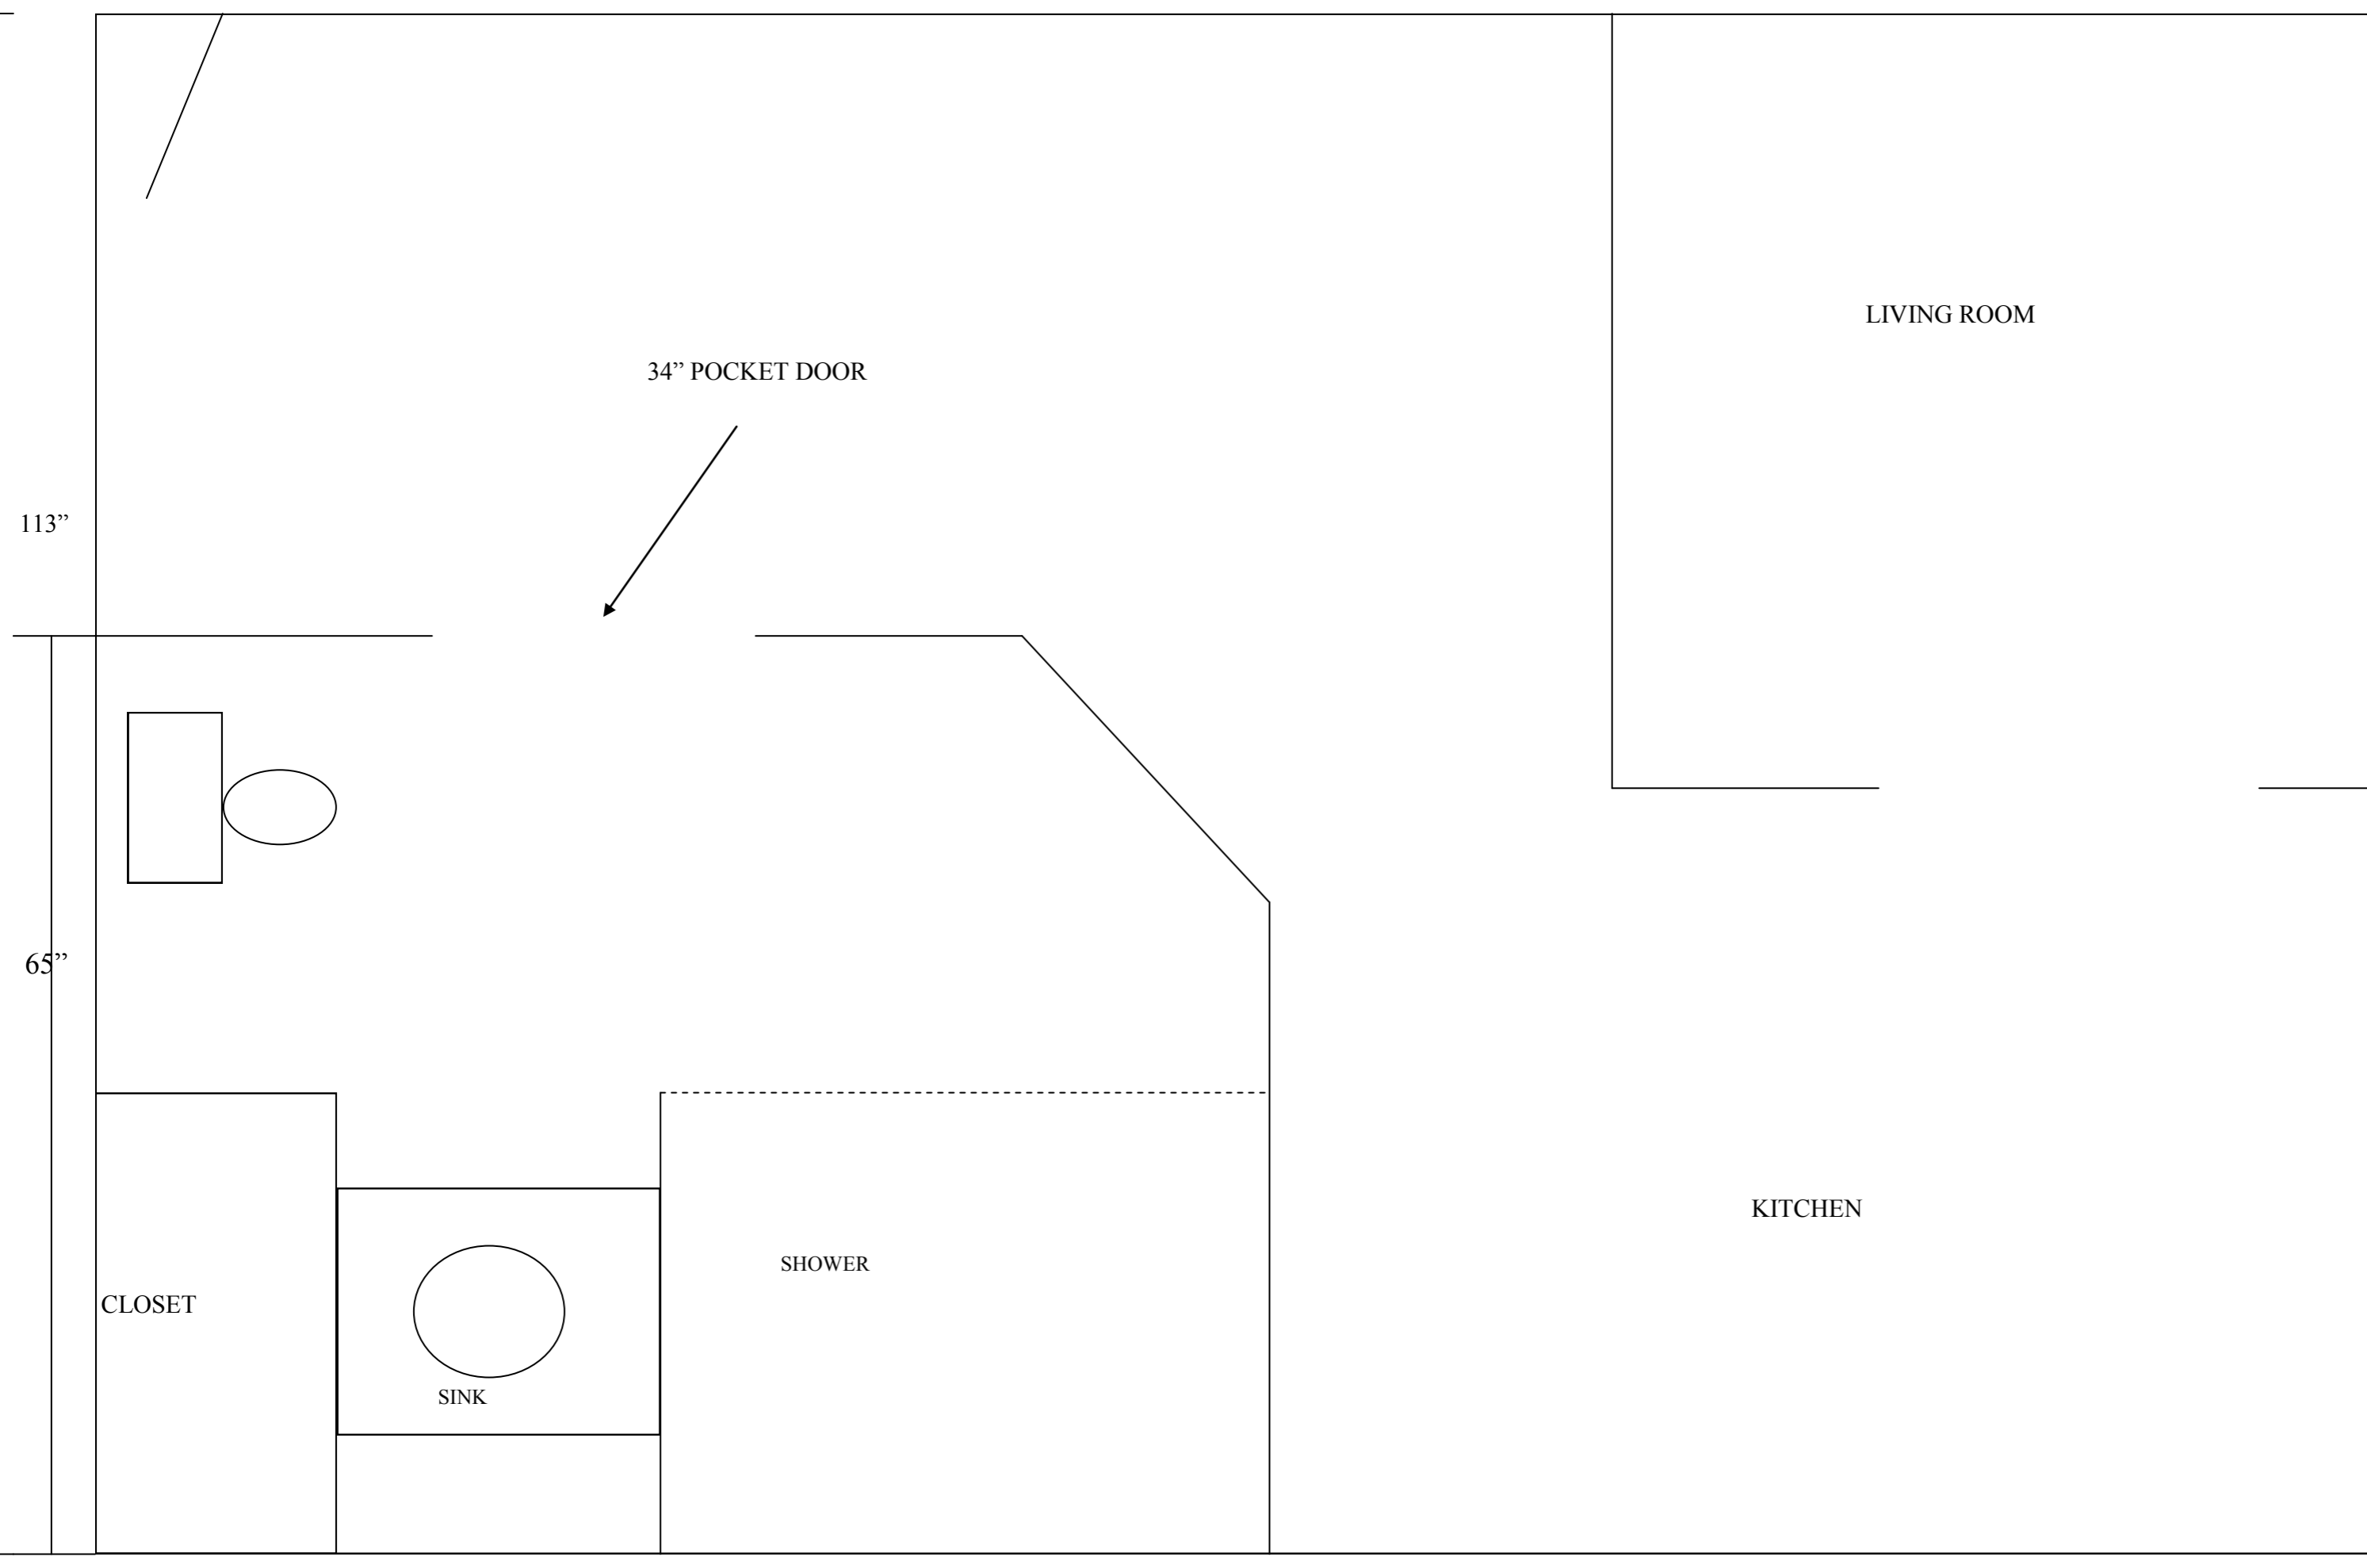 LIVING ROOM
34” POCKET DOOR
113”
65”
KITCHEN
SHOWER
CLOSET
SINK